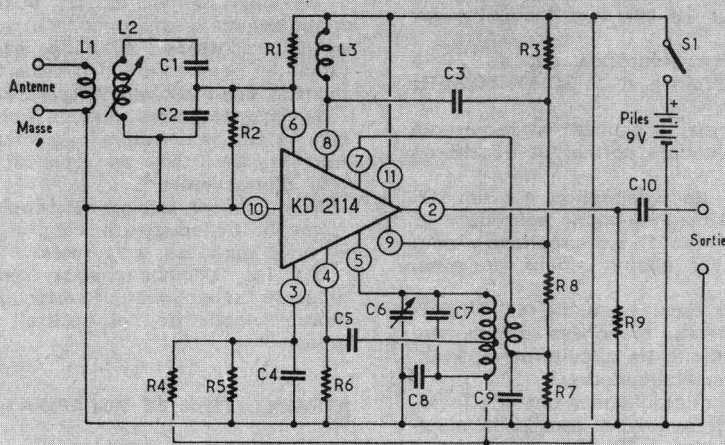 L1
L2
Antenne
Masse
C1
C2
R1
R2
L3
C3
R3
S1
+
Piles
9V
6
8
7
11
10
KD 2114
2
9
3
4
5
C10
Sortie
R4
R5
C4
C5
R6
C6
C7
C8
C9
R8
R7
R9